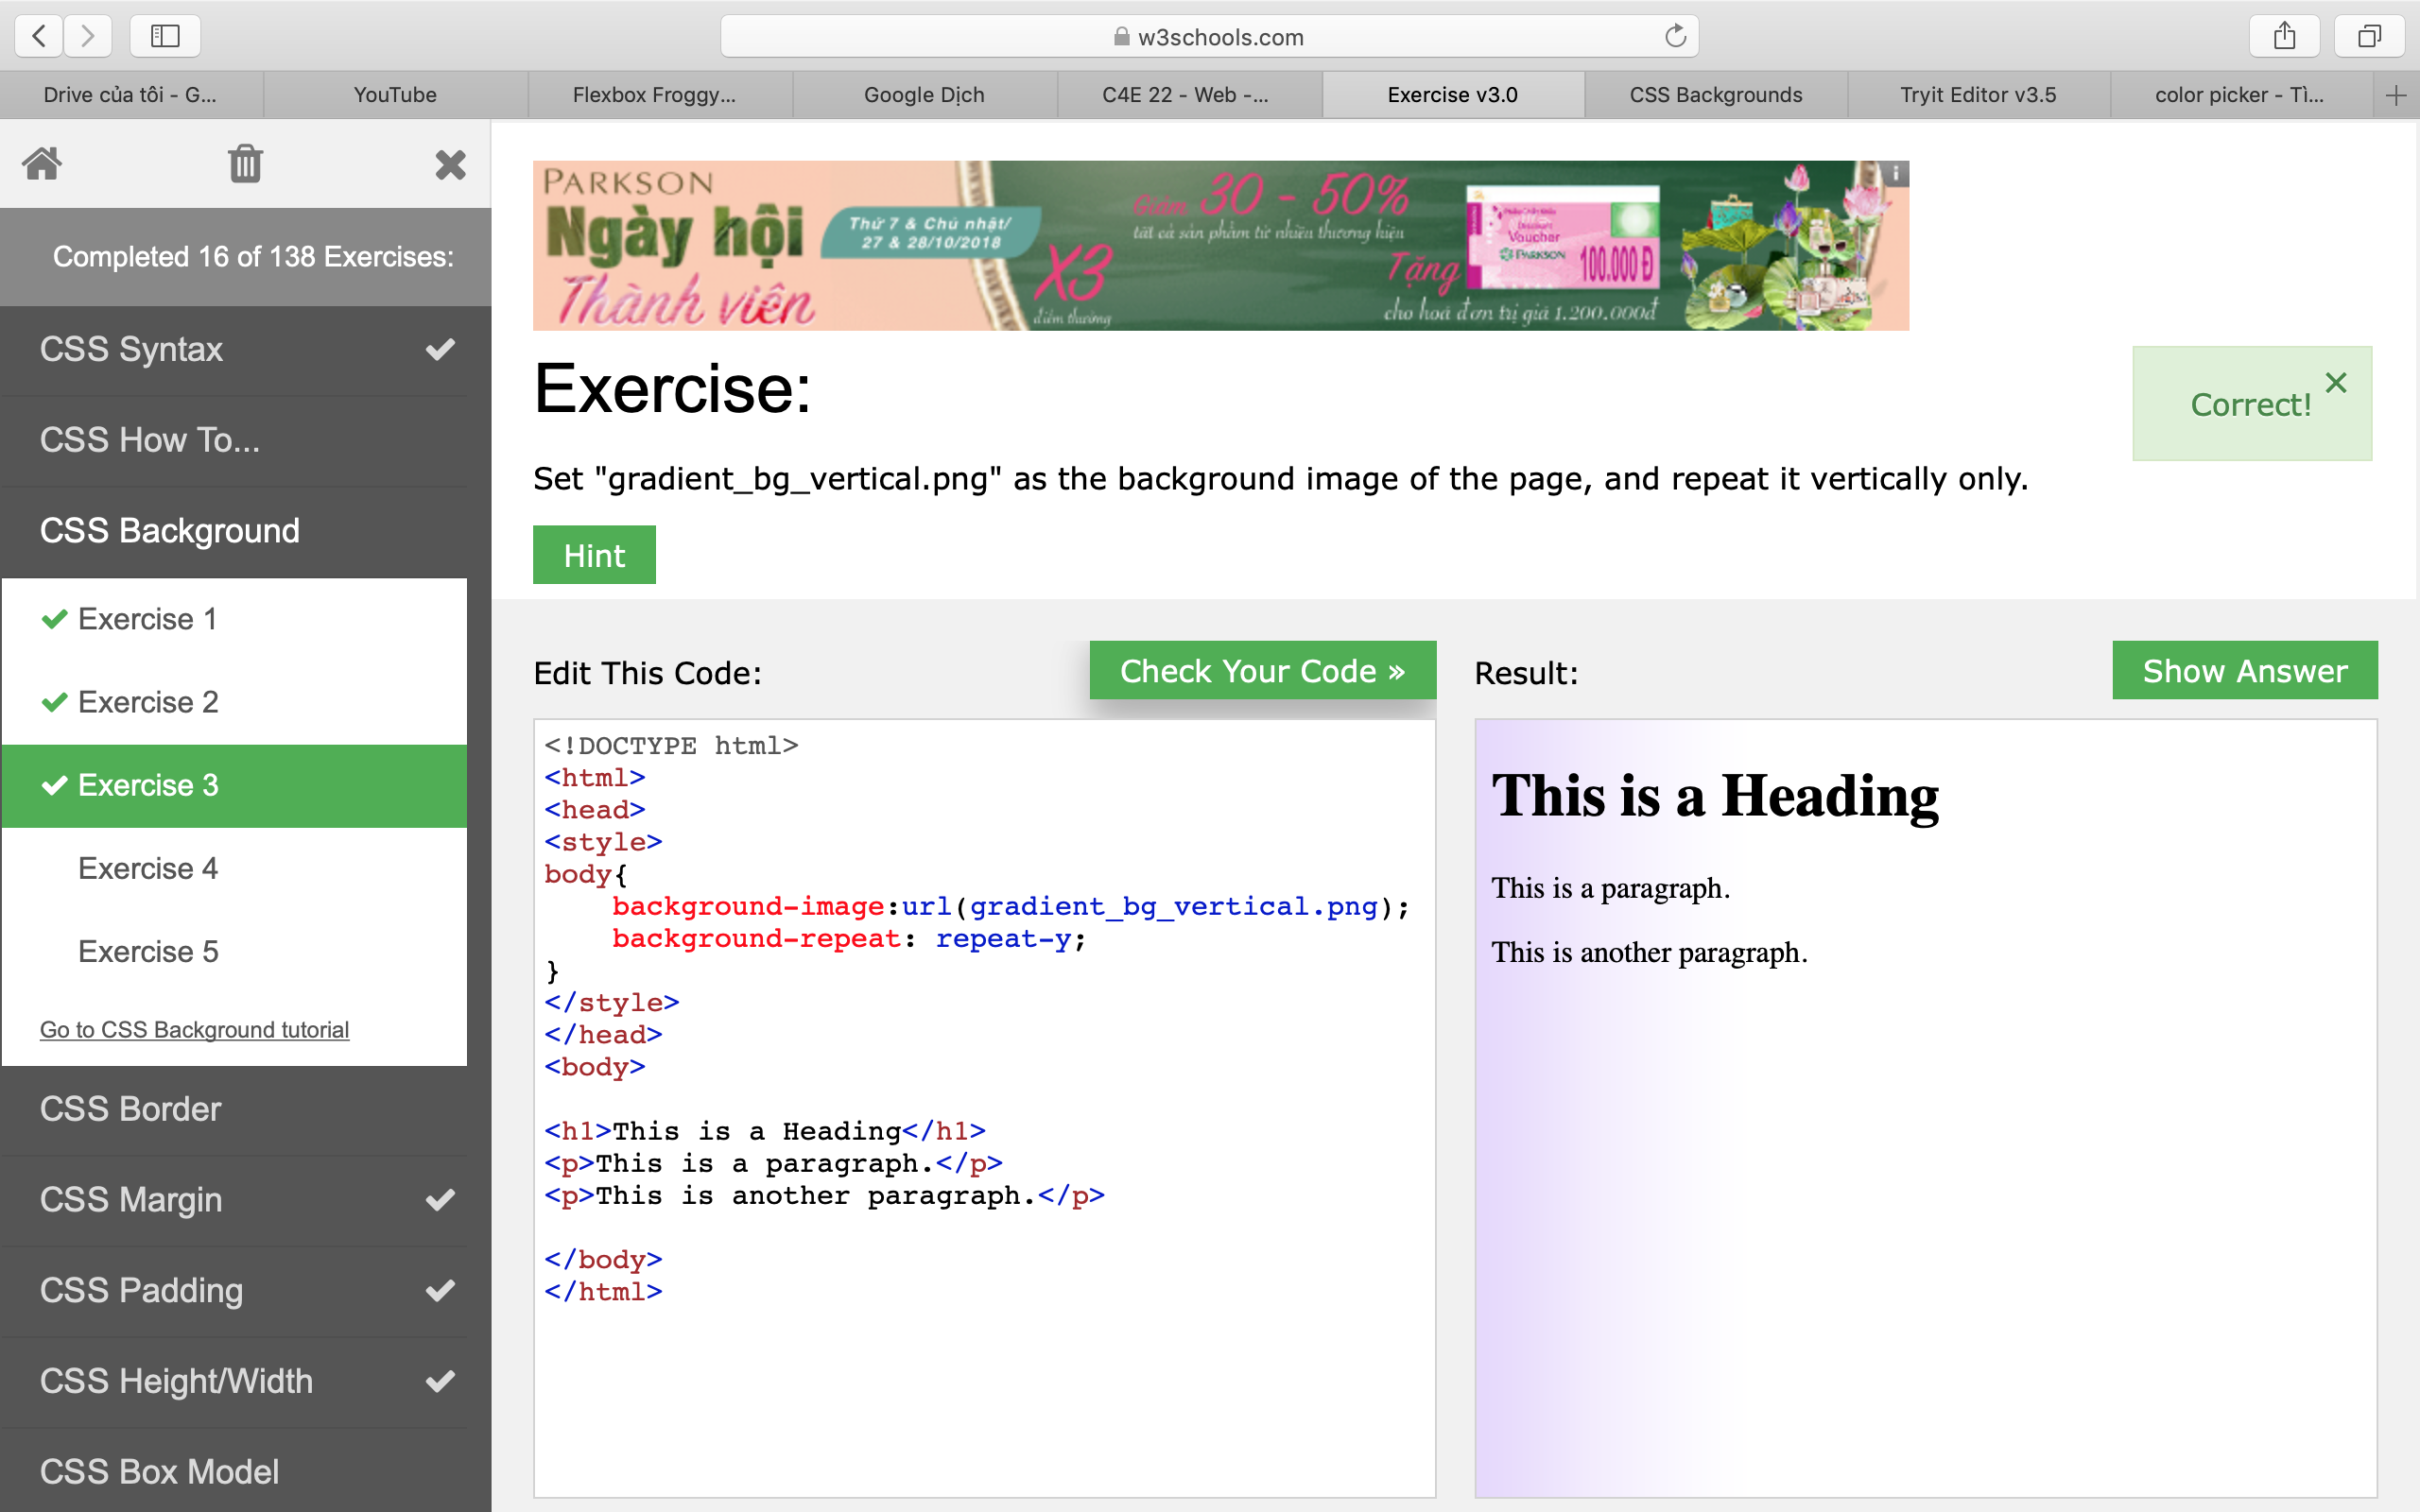 w3schools.com
Drive của tôi - G...
YouTube
Flexbox Froggy...
Google Dịch
C4E 22 - Web -...
Exercise v3.0
CSS Backgrounds
Tryit Editor v3.5
color picker - Tì...
Completed 16 of 138 Exercises:
CSS Syntax
CSS How To...
CSS Background
Exercise 1
Exercise 2
Exercise 3
Exercise 4
Exercise 5
Go to CSS Background tutorial
CSS Border
CSS Margin
CSS Padding
CSS Height/Width
CSS Box Model
PARKSON
Ngày hội
Thành viên
Thứ 7 & Chủ nhật/
27 & 28/10/2018
X3
điểm thưởng
Giảm 30 - 50%
tất cả sản phẩm từ nhiều thương hiệu
Tặng
Voucher
PARKSON
100.000 Đ
cho hoá đơn trị giá 1.200.000đ
Exercise:
Correct!
Set "gradient_bg_vertical.png" as the background image of the page, and repeat it vertically only.
Hint
Edit This Code:
Check Your Code »
<!DOCTYPE html>
<html>
<head>
<style>
body{
background-image:url(gradient_bg_vertical.png);
background-repeat: repeat-y;
}
</style>
</head>
<body>
<h1>This is a Heading</h1>
<p>This is a paragraph.</p>
<p>This is another paragraph.</p>
</body>
</html>
Result:
Show Answer
This is a Heading
This is a paragraph.
This is another paragraph.